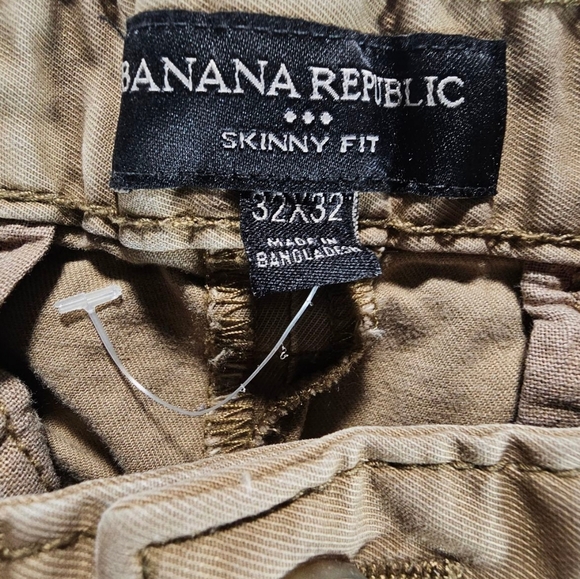 BANANA REPUBLIC
SKINNY FIT
32X32
MADE IN
BANGLADESH